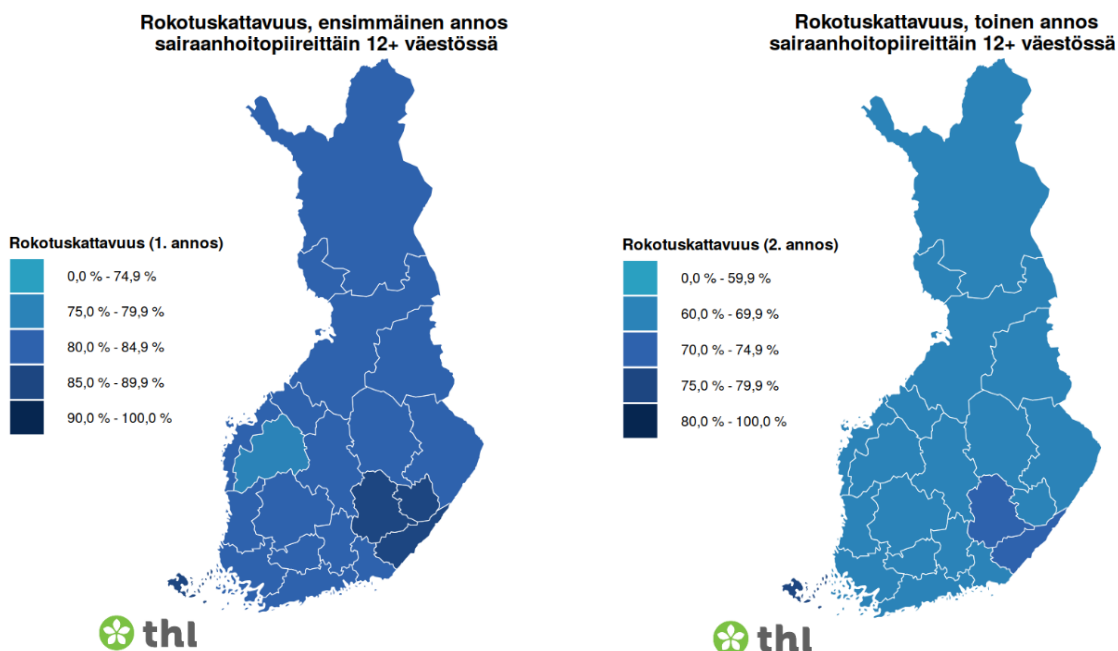 Rokotuskattavuus, ensimmäinen annos
sairaanhoitopiireittäin 12+ väestössä
Rokotuskattavuus (1. annos)
0,0 % - 74,9 %
75,0 % - 79,9 %
80,0 % - 84,9 %
85,0 % - 89,9 %
90,0 % - 100,0 %
thl
Rokotuskattavuus, toinen annos
sairaanhoitopiireittäin 12+ väestössä
Rokotuskattavuus (2. annos)
0,0 % - 59,9 %
60,0 % - 69,9 %
70,0 % - 74,9 %
75,0 % - 79,9 %
80,0 % - 100,0 %
thl